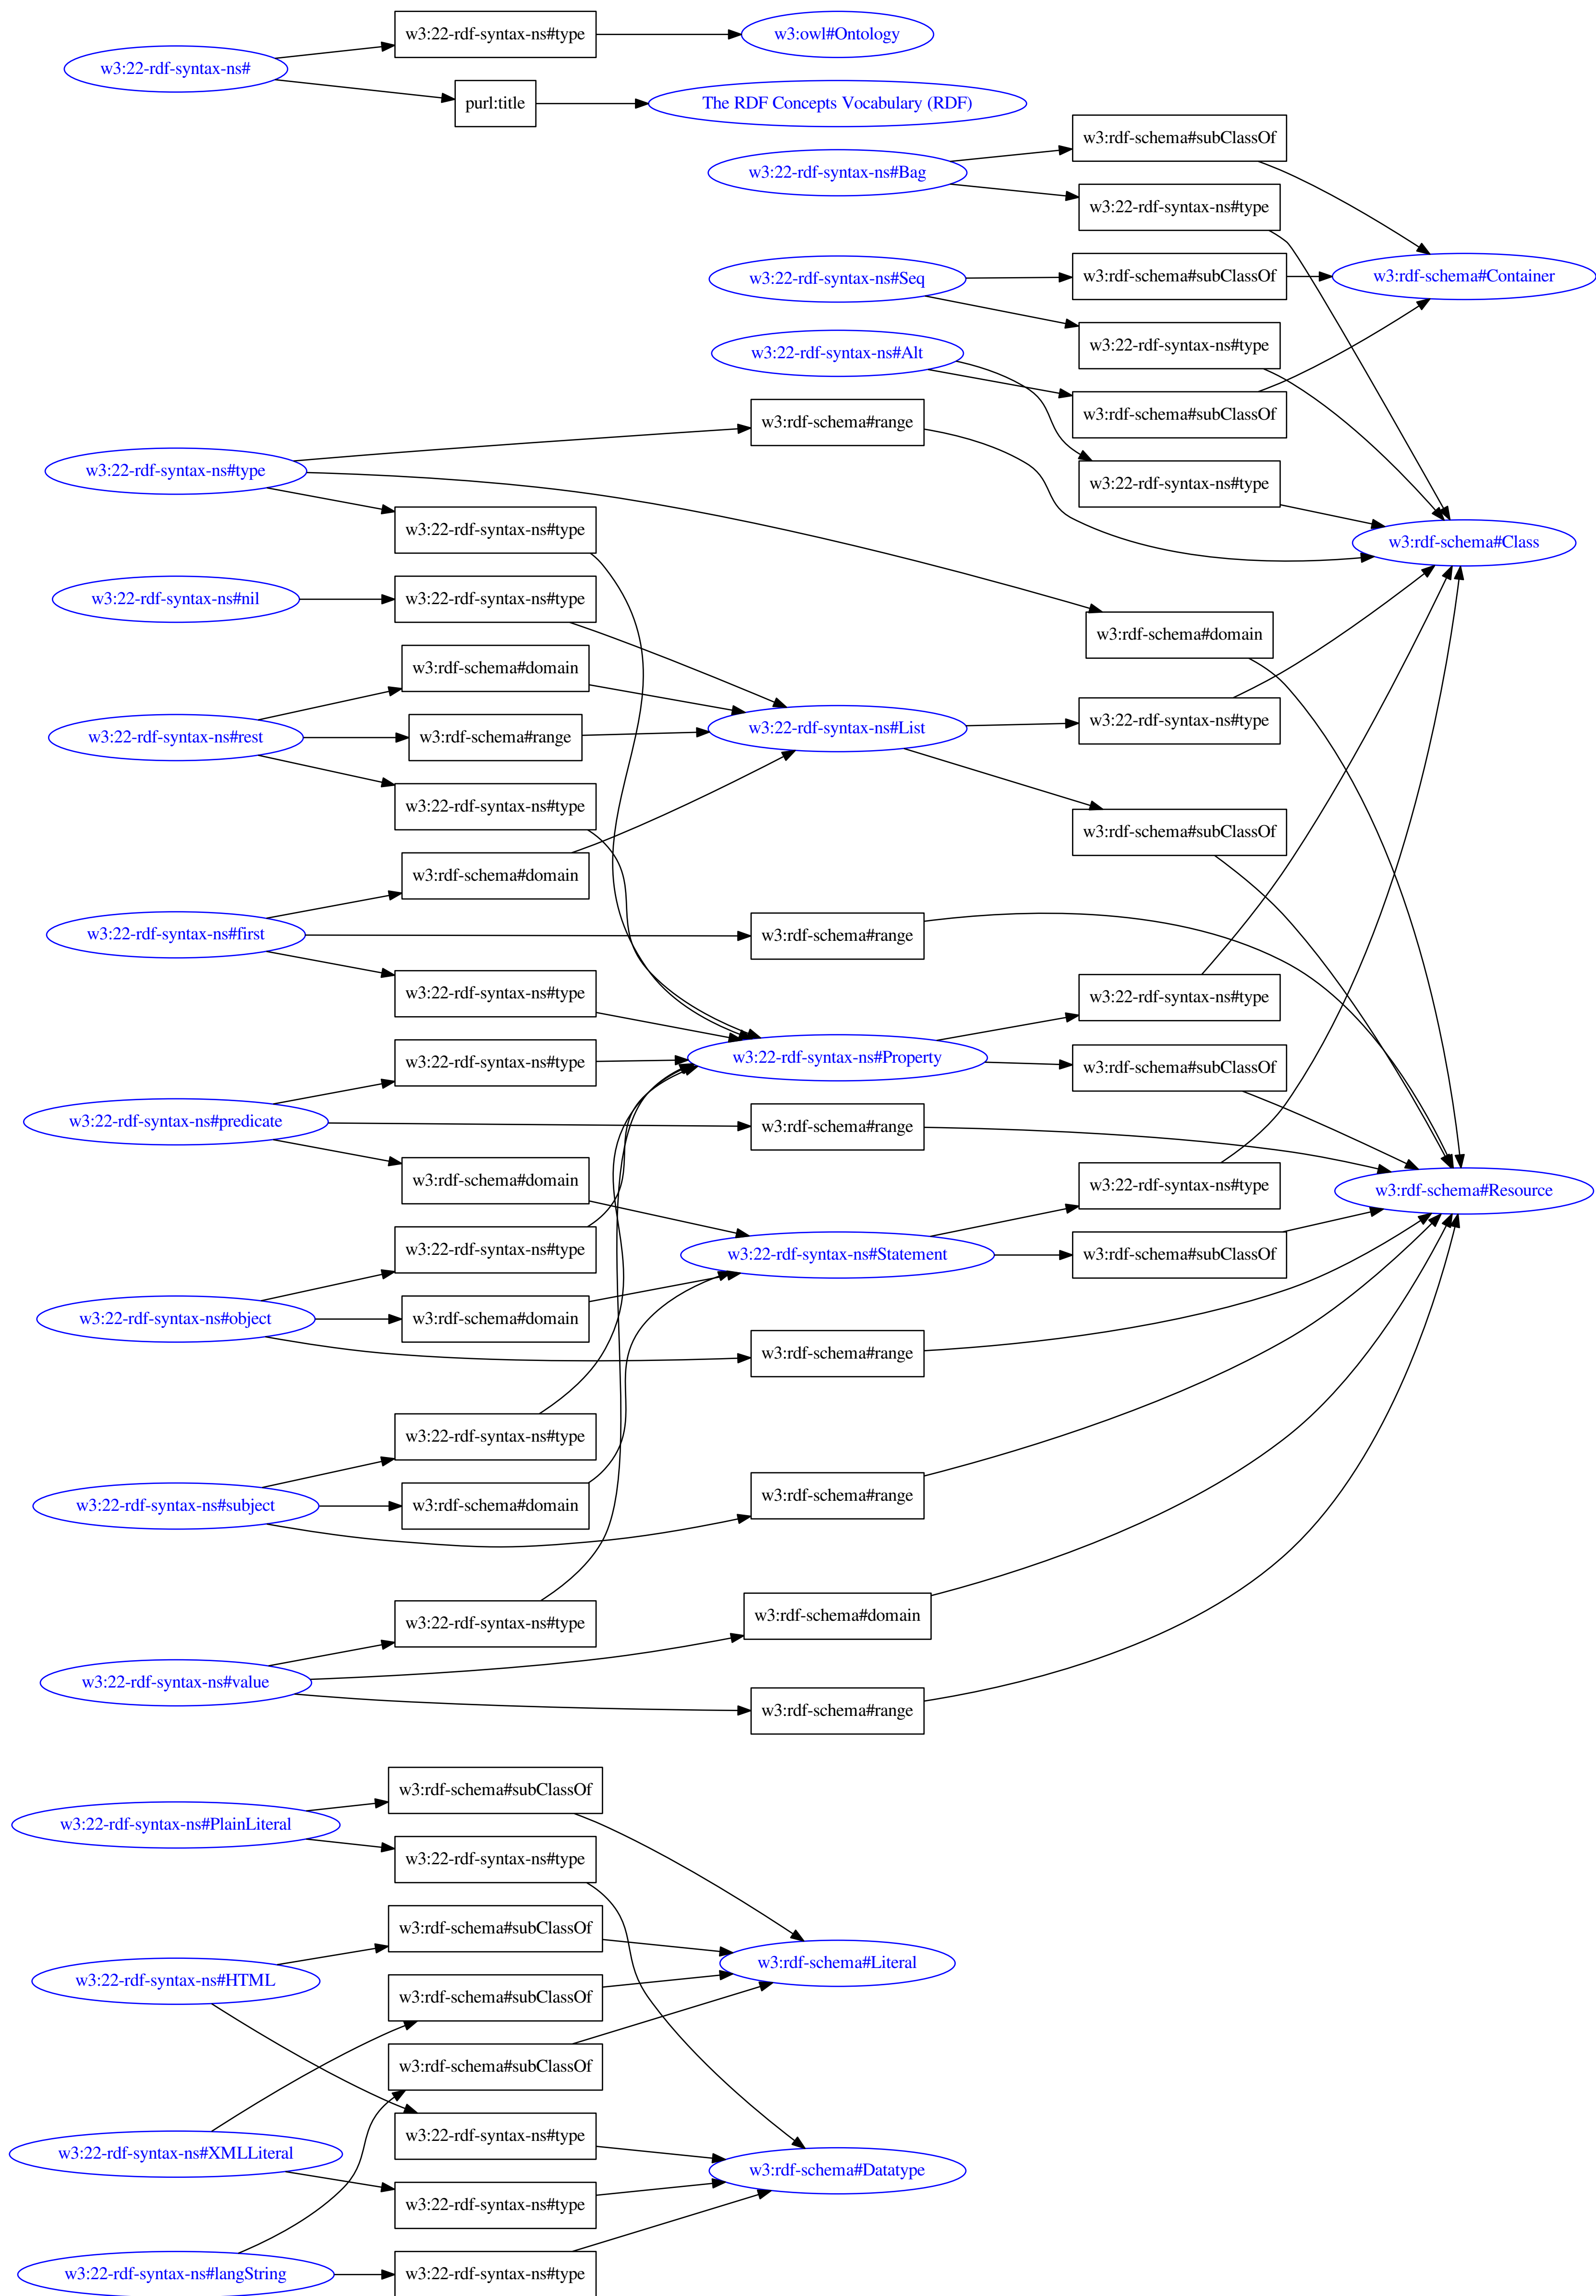 w3:22-rdf-syntax-ns#type
w3:owl#Ontology
w3:22-rdf-syntax-ns#
purl:title
The RDF Concepts Vocabulary (RDF)
w3:rdf-schema#subClassOf
w3:22-rdf-syntax-ns#Bag
w3:22-rdf-syntax-ns#type
w3:22-rdf-syntax-ns#Seq
w3:rdf-schema#subClassOf
w3:rdf-schema#Container
w3:22-rdf-syntax-ns#type
w3:22-rdf-syntax-ns#Alt
w3:rdf-schema#subClassOf
w3:rdf-schema#range
w3:22-rdf-syntax-ns#type
w3:22-rdf-syntax-ns#type
w3:22-rdf-syntax-ns#type
w3:rdf-schema#Class
w3:22-rdf-syntax-ns#nil
w3:22-rdf-syntax-ns#type
w3:rdf-schema#domain
w3:rdf-schema#domain
w3:22-rdf-syntax-ns#type
w3:22-rdf-syntax-ns#rest
w3:rdf-schema#range
w3:22-rdf-syntax-ns#List
w3:22-rdf-syntax-ns#type
w3:rdf-schema#subClassOf
w3:rdf-schema#domain
w3:22-rdf-syntax-ns#first
w3:rdf-schema#range
w3:22-rdf-syntax-ns#type
w3:22-rdf-syntax-ns#type
w3:22-rdf-syntax-ns#type
w3:22-rdf-syntax-ns#Property
w3:rdf-schema#subClassOf
w3:22-rdf-syntax-ns#predicate
w3:rdf-schema#range
w3:rdf-schema#domain
w3:22-rdf-syntax-ns#type
w3:rdf-schema#Resource
w3:22-rdf-syntax-ns#type
w3:22-rdf-syntax-ns#Statement
w3:rdf-schema#subClassOf
w3:22-rdf-syntax-ns#object
w3:rdf-schema#domain
w3:rdf-schema#range
w3:22-rdf-syntax-ns#type
w3:rdf-schema#range
w3:22-rdf-syntax-ns#subject
w3:rdf-schema#domain
w3:22-rdf-syntax-ns#type
w3:rdf-schema#domain
w3:22-rdf-syntax-ns#value
w3:rdf-schema#range
w3:rdf-schema#subClassOf
w3:22-rdf-syntax-ns#PlainLiteral
w3:22-rdf-syntax-ns#type
w3:rdf-schema#subClassOf
w3:rdf-schema#Literal
w3:22-rdf-syntax-ns#HTML
w3:rdf-schema#subClassOf
w3:rdf-schema#subClassOf
w3:22-rdf-syntax-ns#type
w3:22-rdf-syntax-ns#XMLLiteral
w3:rdf-schema#Datatype
w3:22-rdf-syntax-ns#type
w3:22-rdf-syntax-ns#langString
w3:22-rdf-syntax-ns#type